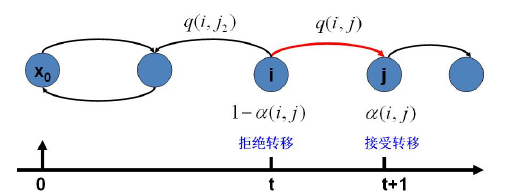 q(i, j₂) q(i, j)
x₀ i j
1−α(i, j) α(i, j)
拒绝转移 接受转移
0 t t+1